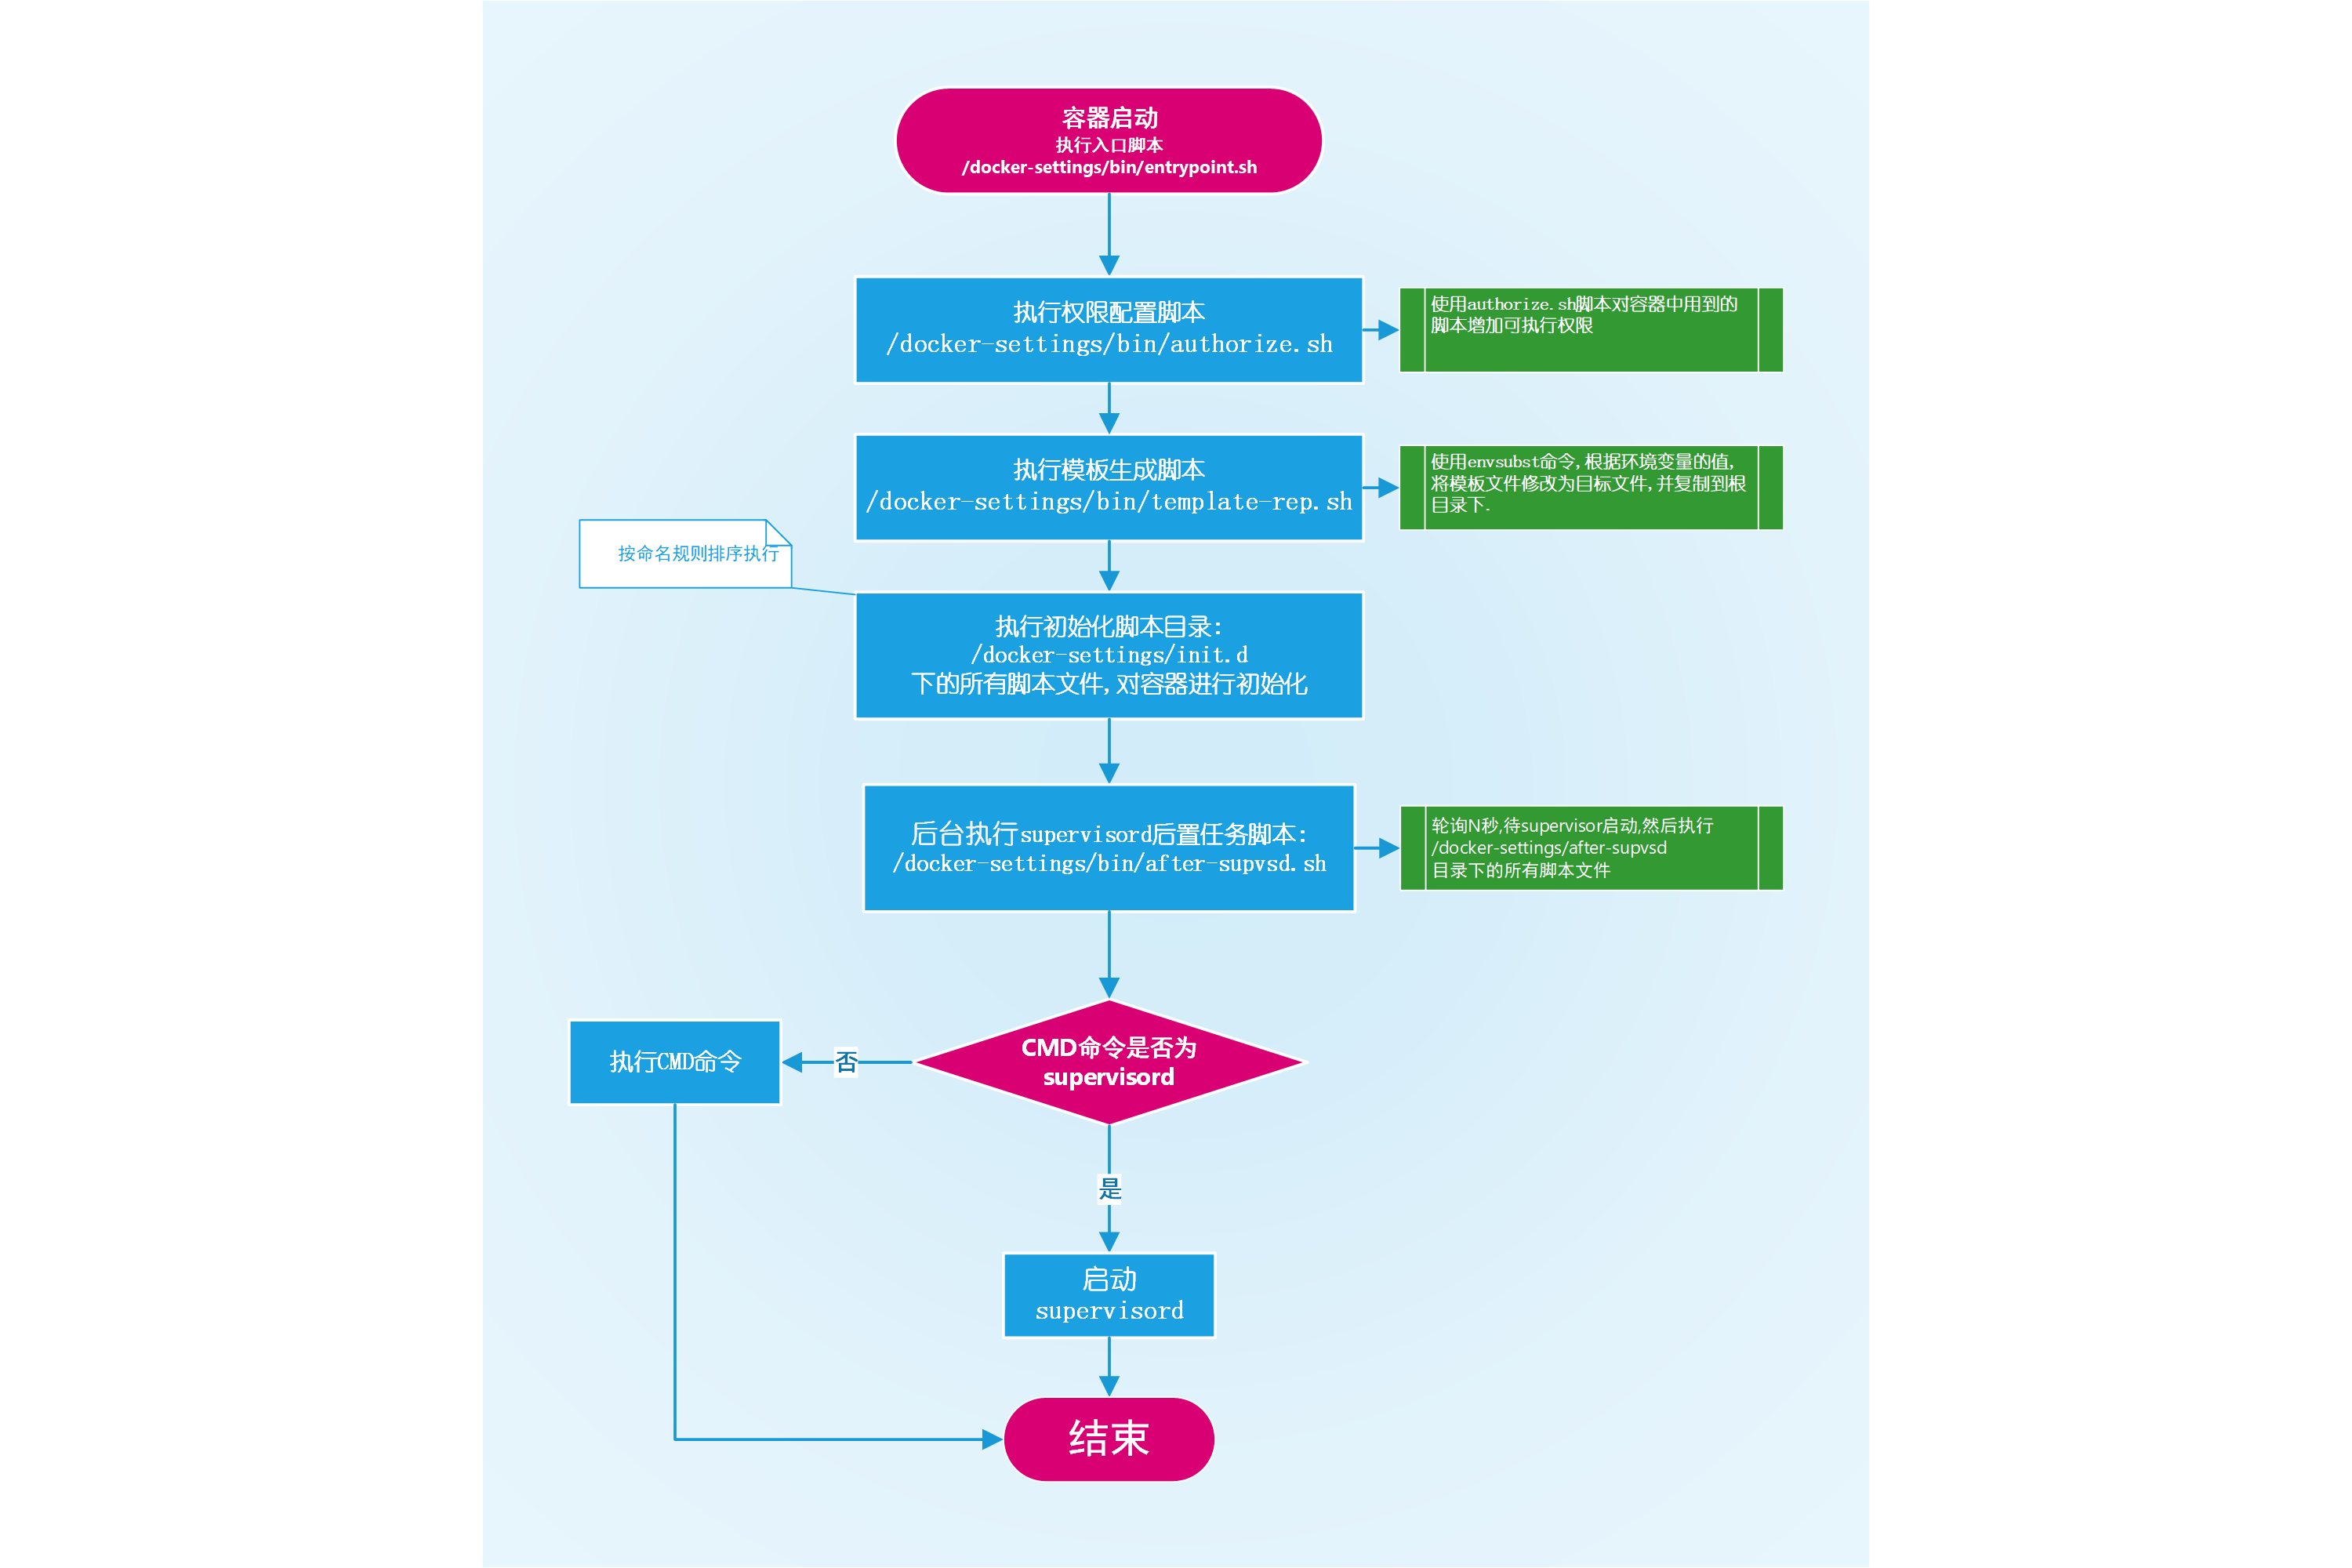 容器启动
执行入口脚本
/docker-settings/bin/entrypoint.sh
执行权限配置脚本
/docker-settings/bin/authorize.sh
使用authorize.sh脚本对容器中用到的
脚本增加可执行权限
执行模板生成脚本
/docker-settings/bin/template-rep.sh
使用envsubst命令,根据环境变量的值,
将模板文件修改为目标文件,并复制到根
目录下.
按命名规则排序执行
执行初始化脚本目录:
/docker-settings/init.d
下的所有脚本文件,对容器进行初始化
后台执行supervisord后置任务脚本:
/docker-settings/bin/after-supvsd.sh
轮询N秒,待supervisor启动,然后执行
/docker-settings/after-supvsd
目录下的所有脚本文件
CMD命令是否为
supervisord
否
执行CMD命令
是
启动
supervisord
结束